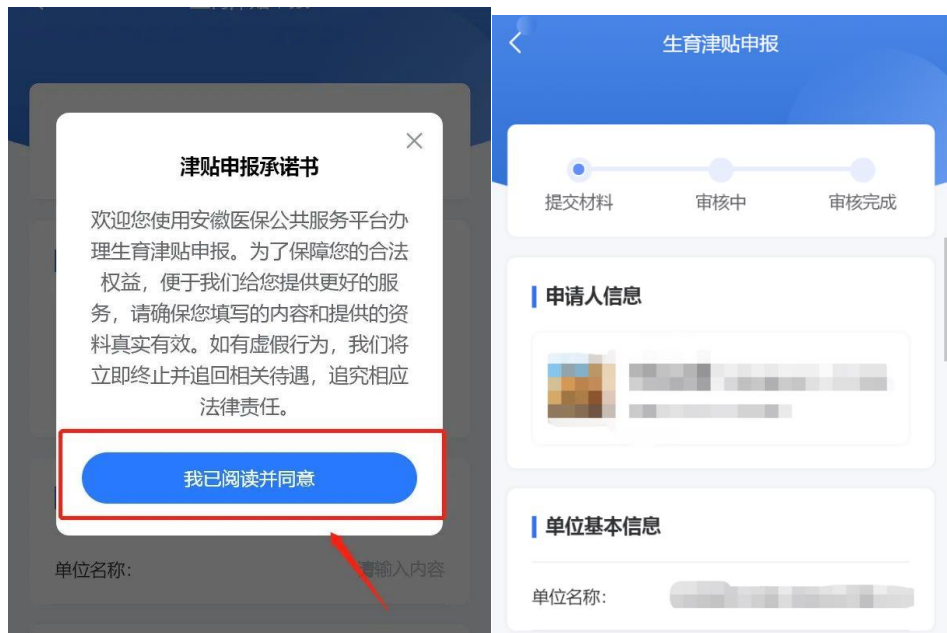 津贴申报承诺书
欢迎您使用安徽医保公共服务平台办
理生育津贴申报。为了保障您的合法
权益，便于我们给您提供更好的服
务，请确保您填写的内容和提供的资
料真实有效。如有虚假行为，我们将
立即终止并追回相关待遇，追究相应
法律责任。
我已阅读并同意
单位名称：
请输入内容
生育津贴申报
提交材料
审核中
审核完成
申请人信息
单位基本信息
单位名称：